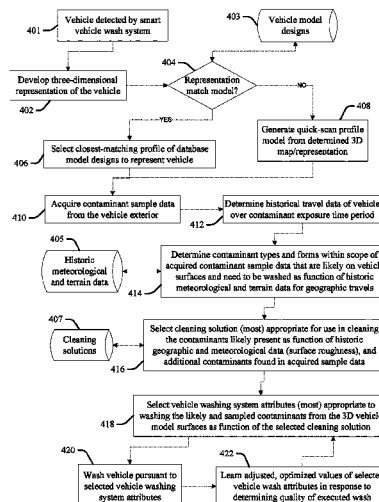 401
Vehicle detected by smart
vehicle wash system
403
Vehicle model
designs
404
Representation
match model?
Develop three-dimensional
representation of the vehicle
402
NO
YES
408
Generate quick-scan profile
model from determined 3D
map/representation
406
Select closest-matching profile of database
model designs to represent vehicle
410
Acquire contaminant sample data
from the vehicle exterior
Determine historical travel data of vehicle
over contaminant exposure time period
412
405
Historic
meteorological
and terrain data
Determine contaminant types and forms within scope of
acquired contaminant sample data that are likely on vehicle
surfaces and need to be washed as function of historic
meteorological and terrain data for geographic travels
414
407
Cleaning
solutions
Select cleaning solution (most) appropriate for use in cleaning
the contaminants likely present as function of historic
geographic and meteorological data (surface roughness), and
additional contaminants found in acquired sample data
416
Select vehicle washing system attributes (most) appropriate to
washing the likely and sampled contaminants from the 3D vehicle
model surfaces as function of the selected cleaning solution
418
420
Wash vehicle pursuant to
selected vehicle washing
system attributes
422
Learn adjusted, optimized values of selected
vehicle wash attributes in response to
determining quality of executed wash